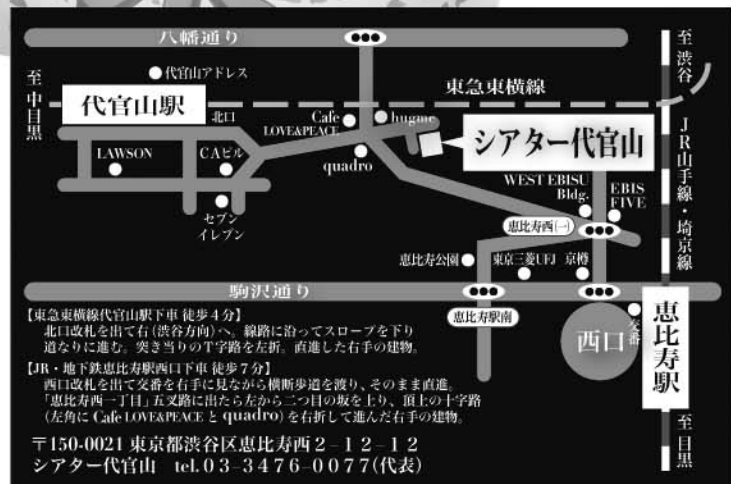 八幡通り
至渋谷
至中目黒
代官山アドレス
東急東横線
代官山駅
北口
Cafe
LOVE&PEACE
hugme
シアター代官山
JR山手線・埼京線
LAWSON
CAビル
quadro
WEST EBISU
Bldg.
EBIS
FIVE
セブン
イレブン
恵比寿西(一)
恵比寿公園
東京三菱UFJ
京樽
駒沢通り
恵比寿駅南
西口
交番
恵比寿駅
至目黒
【東急東横線代官山駅下車 徒歩4分】
北口改札を出て右(渋谷方向)へ。線路に沿ってスロープを下り
道なりに進む。突き当りのT字路を左折。直進した右手の建物。
【JR・地下鉄恵比寿駅西口下車 徒歩7分】
西口改札を出て交番を右手に見ながら横断歩道を渡り、そのまま直進。
「恵比寿西一丁目」五叉路に出たら左から二つ目の坂を上り、頂上の十字路
(左角に Cafe LOVE&PEACE と quadro)を右折して進んだ右手の建物。
〒150-0021 東京都渋谷区恵比寿西2-12-12
シアター代官山 tel.03-3476-0077(代表)